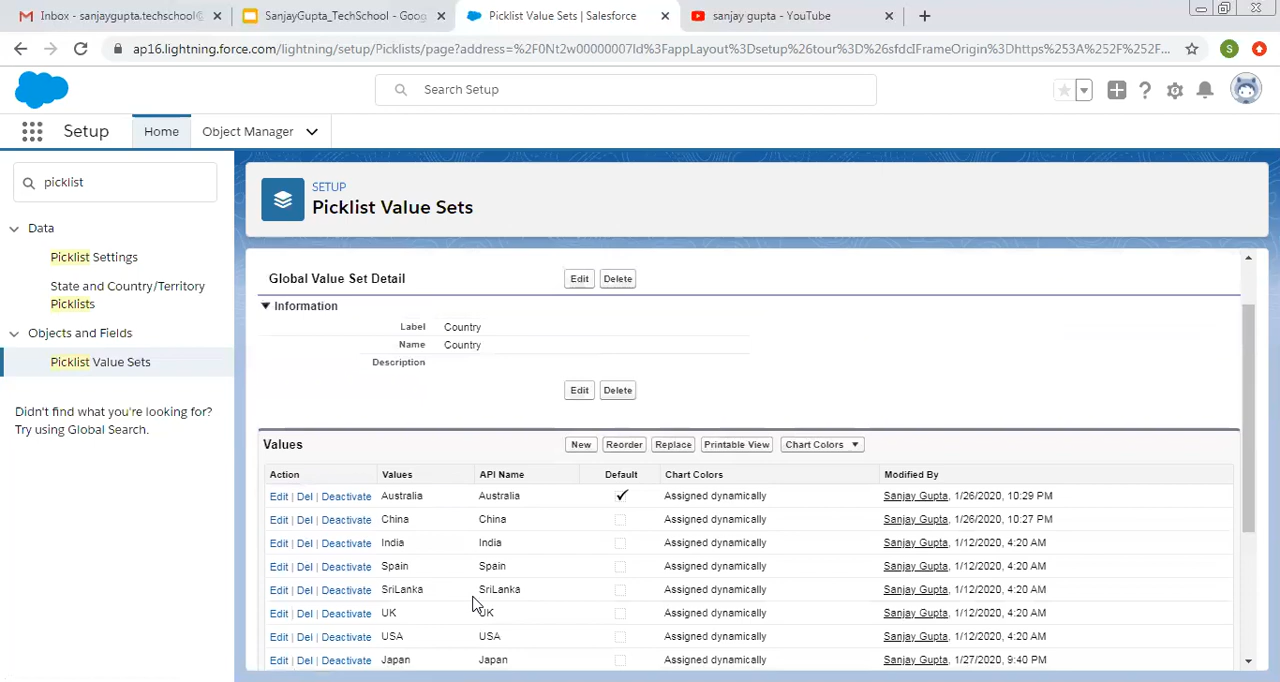 Inbox - sanjaygupta.techschool@
SanjayGupta_TechSchool - Goog
Picklist Value Sets | Salesforce
sanjay gupta - YouTube
ap16.lightning.force.com/lightning/setup/Picklists/page?address=%2F0Nt2w00000007Id%3FappLayout%3Dsetup%26tour%3D%26sfdcIFrameOrigin%3Dhttps%253A%252F%252F...
S
Search Setup
Setup
Home
Object Manager
picklist
SETUP
Picklist Value Sets
Data
Picklist Settings
State and Country/Territory
Picklists
Objects and Fields
Picklist Value Sets
Didn't find what you're looking for?
Try using Global Search.
Global Value Set Detail Edit Delete
Information
Label Country
Name Country
Description
Edit Delete
Values New Reorder Replace Printable View Chart Colors
Action Values API Name Default Chart Colors Modified By
Edit | Del | Deactivate Australia Australia Assigned dynamically Sanjay Gupta, 1/26/2020, 10:29 PM
Edit | Del | Deactivate China China Assigned dynamically Sanjay Gupta, 1/26/2020, 10:27 PM
Edit | Del | Deactivate India India Assigned dynamically Sanjay Gupta, 1/12/2020, 4:20 AM
Edit | Del | Deactivate Spain Spain Assigned dynamically Sanjay Gupta, 1/12/2020, 4:20 AM
Edit | Del | Deactivate SriLanka SriLanka Assigned dynamically Sanjay Gupta, 1/12/2020, 4:20 AM
Edit | Del | Deactivate UK UK Assigned dynamically Sanjay Gupta, 1/12/2020, 4:20 AM
Edit | Del | Deactivate USA USA Assigned dynamically Sanjay Gupta, 1/12/2020, 4:20 AM
Edit | Del | Deactivate Japan Japan Assigned dynamically Sanjay Gupta, 1/27/2020, 9:40 PM